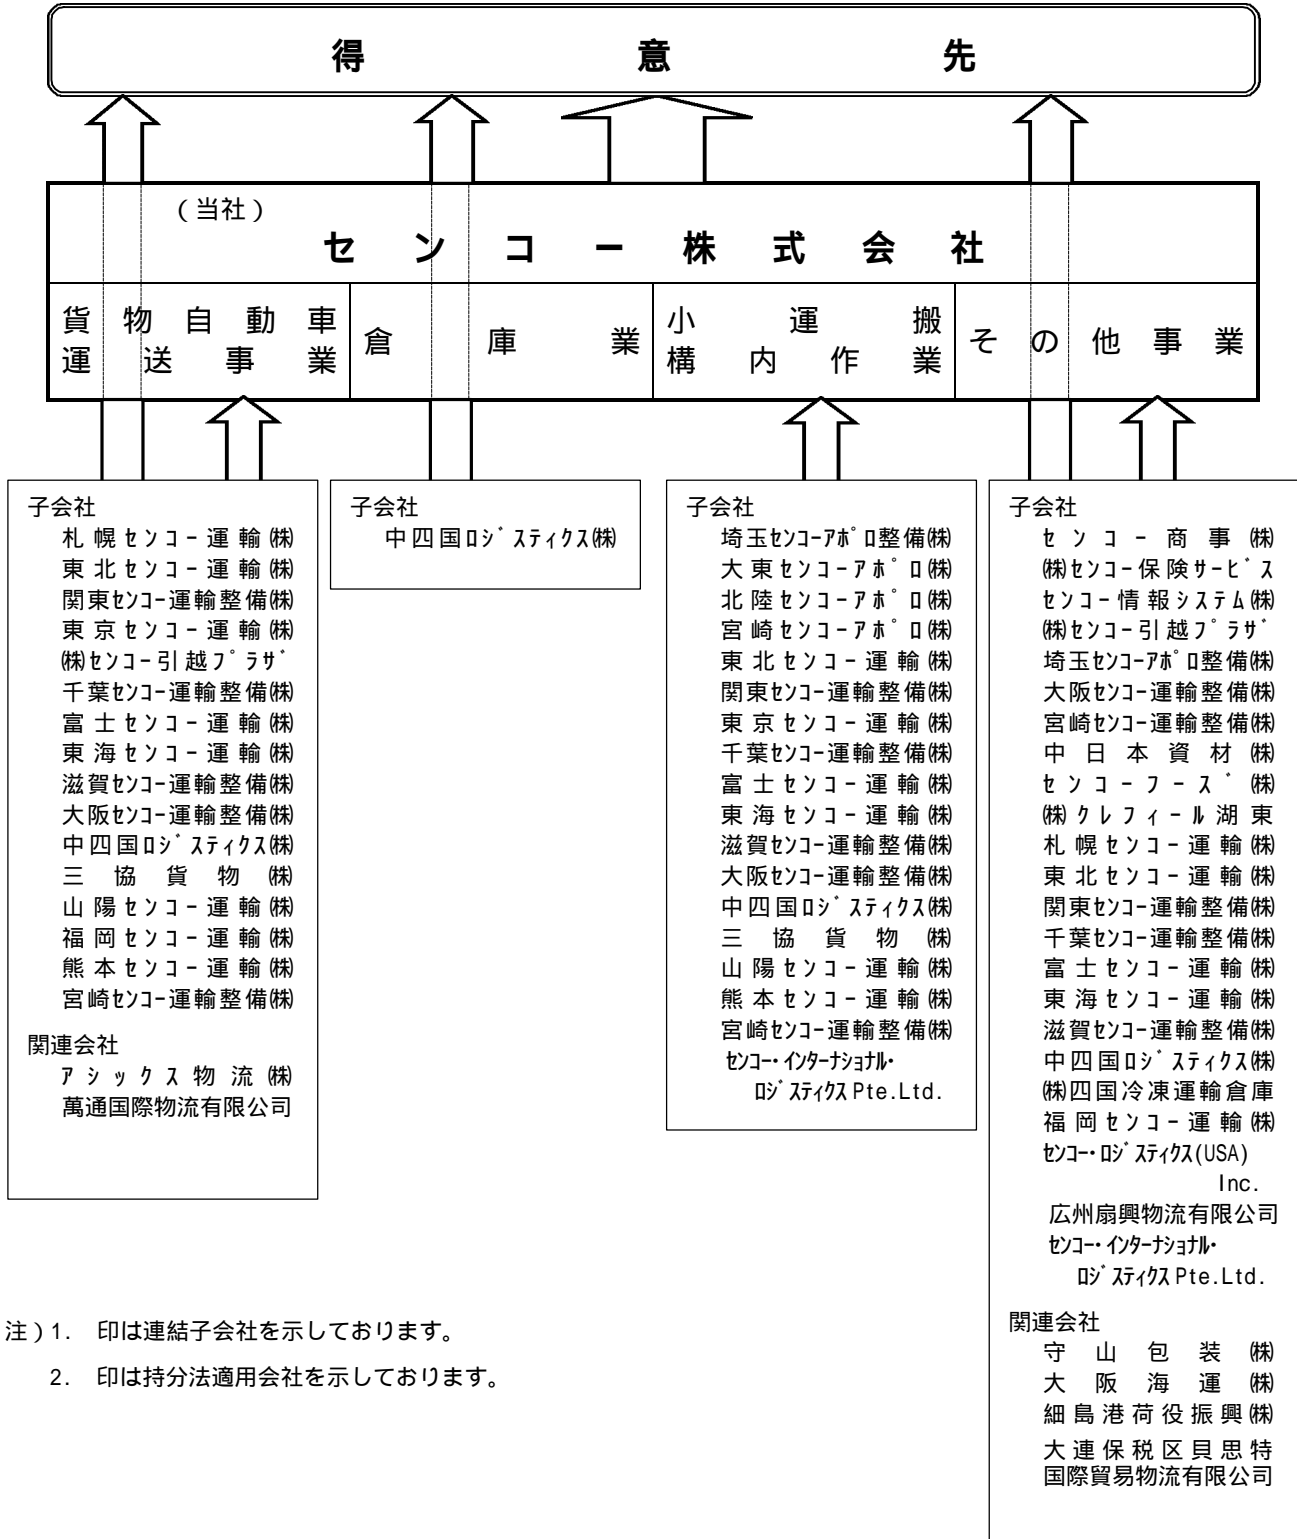 得意先
(当社)
センコー株式会社
貨物自動車
運送事業
倉庫業
小運搬
構内作業
その他事業
子会社
札幌センコー運輸㈱
東北センコー運輸㈱
関東ｾﾝｺｰ運輸整備㈱
東京センコー運輸㈱
㈱センコー引越プラザ
千葉ｾﾝｺｰ運輸整備㈱
富士センコー運輸㈱
東海センコー運輸㈱
滋賀ｾﾝｺｰ運輸整備㈱
大阪ｾﾝｺｰ運輸整備㈱
中四国ﾛｼﾞｽﾃｨｸｽ㈱
三協貨物㈱
山陽センコー運輸㈱
福岡センコー運輸㈱
熊本センコー運輸㈱
宮崎ｾﾝｺｰ運輸整備㈱
関連会社
アシックス物流㈱
萬通国際物流有限公司
子会社
中四国ﾛｼﾞｽﾃｨｸｽ㈱
子会社
埼玉ｾﾝｺｰｱﾎﾟﾛ整備㈱
大東センコーアポロ㈱
北陸センコーアポロ㈱
宮崎センコーアポロ㈱
東北センコー運輸㈱
関東ｾﾝｺｰ運輸整備㈱
東京センコー運輸㈱
千葉ｾﾝｺｰ運輸整備㈱
富士センコー運輸㈱
東海センコー運輸㈱
滋賀ｾﾝｺｰ運輸整備㈱
大阪ｾﾝｺｰ運輸整備㈱
中四国ﾛｼﾞｽﾃｨｸｽ㈱
三協貨物㈱
山陽センコー運輸㈱
熊本センコー運輸㈱
宮崎ｾﾝｺｰ運輸整備㈱
ｾﾝｺｰ･ｲﾝﾀｰﾅｼｮﾅﾙ･
ﾛｼﾞｽﾃｨｸｽ Pte.Ltd.
子会社
センコー商事㈱
㈱センコー保険サービス
センコー情報システム㈱
㈱センコー引越プラザ
埼玉ｾﾝｺｰｱﾎﾟﾛ整備㈱
大阪ｾﾝｺｰ運輸整備㈱
宮崎ｾﾝｺｰ運輸整備㈱
中日本資材㈱
センコーフーズ㈱
㈱クレフィール湖東
札幌センコー運輸㈱
東北センコー運輸㈱
関東ｾﾝｺｰ運輸整備㈱
千葉ｾﾝｺｰ運輸整備㈱
富士センコー運輸㈱
東海センコー運輸㈱
滋賀ｾﾝｺｰ運輸整備㈱
中四国ﾛｼﾞｽﾃｨｸｽ㈱
㈱四国冷凍運輸倉庫
福岡センコー運輸㈱
ｾﾝｺｰ･ﾛｼﾞｽﾃｨｸｽ(USA)
Inc.
広州扇興物流有限公司
ｾﾝｺｰ･ｲﾝﾀｰﾅｼｮﾅﾙ･
ﾛｼﾞｽﾃｨｸｽ Pte.Ltd.
関連会社
守山包装㈱
大阪海運㈱
細島港荷役振興㈱
大連保税区貝思特
国際貿易物流有限公司
注)1. 印は連結子会社を示しております。
2. 印は持分法適用会社を示しております。